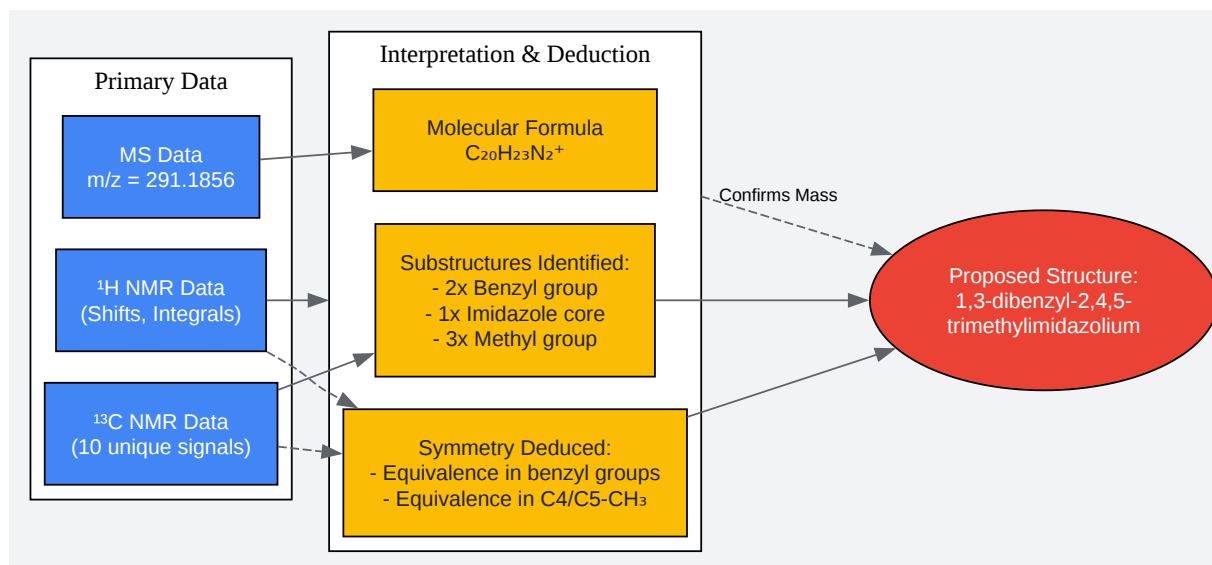 Primary Data
MS Data
m/z = 291.1856
¹H NMR Data
(Shifts, Integrals)
¹³C NMR Data
(10 unique signals)
Interpretation & Deduction
Molecular Formula
C₂₀H₂₃N₂⁺
Substructures Identified:
- 2x Benzyl group
- 1x Imidazole core
- 3x Methyl group
Symmetry Deduced:
- Equivalence in benzyl groups
- Equivalence in C4/C5-CH₃
Confirms Mass
Proposed Structure:
1,3-dibenzyl-2,4,5-
trimethylimidazolium